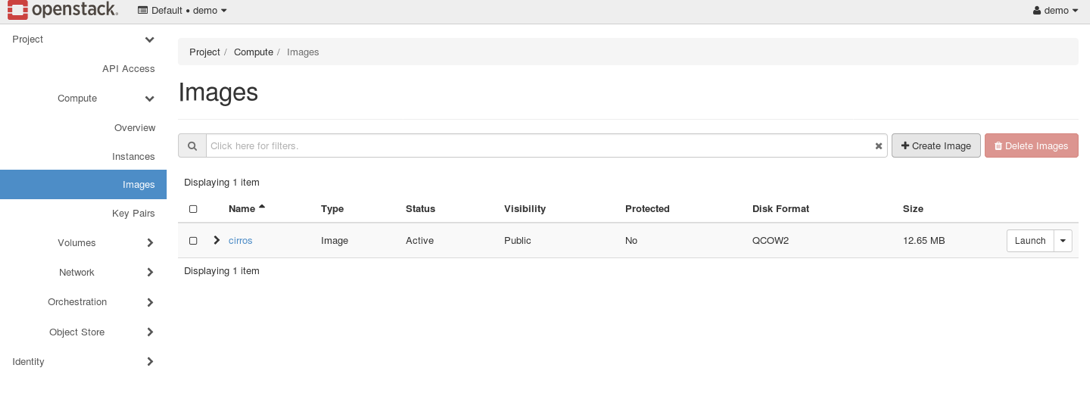 openstack. Default • demo demo
Project
API Access
Compute
Overview
Instances
Images
Key Pairs
Volumes
Network
Orchestration
Object Store
Identity
Project / Compute / Images
Images
Click here for filters. Create Image Delete Images
Displaying 1 item
Name Type Status Visibility Protected Disk Format Size
cirros Image Active Public No QCOW2 12.65 MB Launch
Displaying 1 item